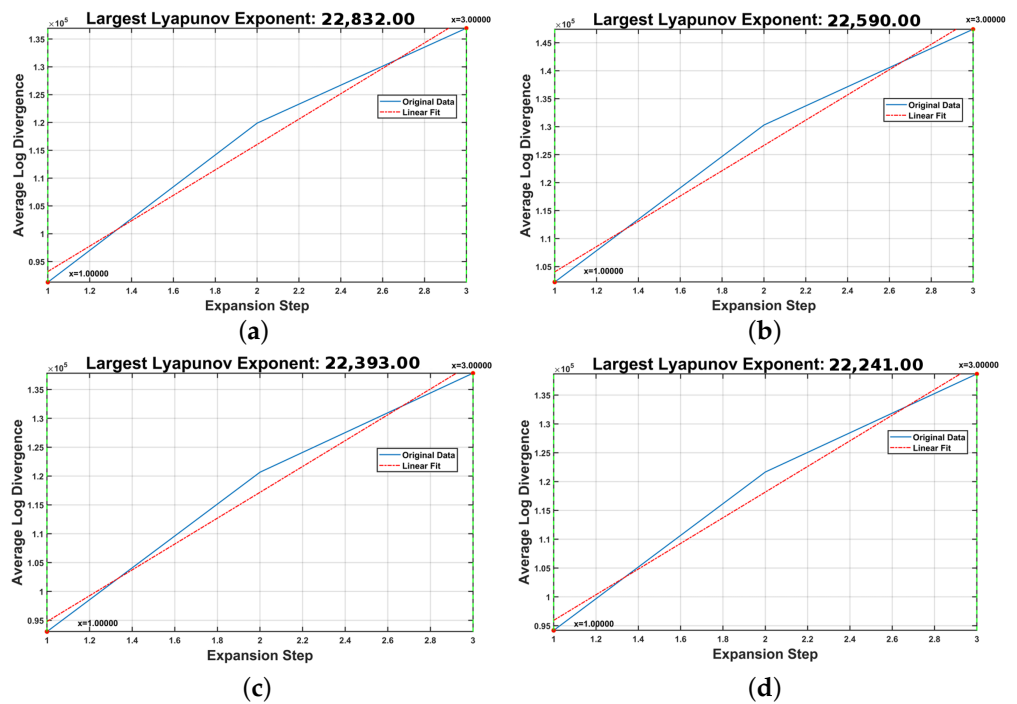 Largest Lyapunov Exponent: 22,832.00
x=3.00000
×10⁵
1.35
1.3
1.25
1.2
1.15
1.1
1.05
1
0.95
Average Log Divergence
Original Data
Linear Fit
x=1.00000
1 1.2 1.4 1.6 1.8 2 2.2 2.4 2.6 2.8 3
Expansion Step
(a)
Largest Lyapunov Exponent: 22,590.00
x=3.00000
×10⁵
1.45
1.4
1.35
1.3
1.25
1.2
1.15
1.1
1.05
Average Log Divergence
Original Data
Linear Fit
x=1.00000
1 1.2 1.4 1.6 1.8 2 2.2 2.4 2.6 2.8 3
Expansion Step
(b)
Largest Lyapunov Exponent: 22,393.00
x=3.00000
×10⁵
1.35
1.3
1.25
1.2
1.15
1.1
1.05
1
0.95
Average Log Divergence
Original Data
Linear Fit
x=1.00000
1 1.2 1.4 1.6 1.8 2 2.2 2.4 2.6 2.8 3
Expansion Step
(c)
Largest Lyapunov Exponent: 22,241.00
x=3.00000
×10⁵
1.35
1.3
1.25
1.2
1.15
1.1
1.05
1
0.95
Average Log Divergence
Original Data
Linear Fit
x=1.00000
1 1.2 1.4 1.6 1.8 2 2.2 2.4 2.6 2.8 3
Expansion Step
(d)